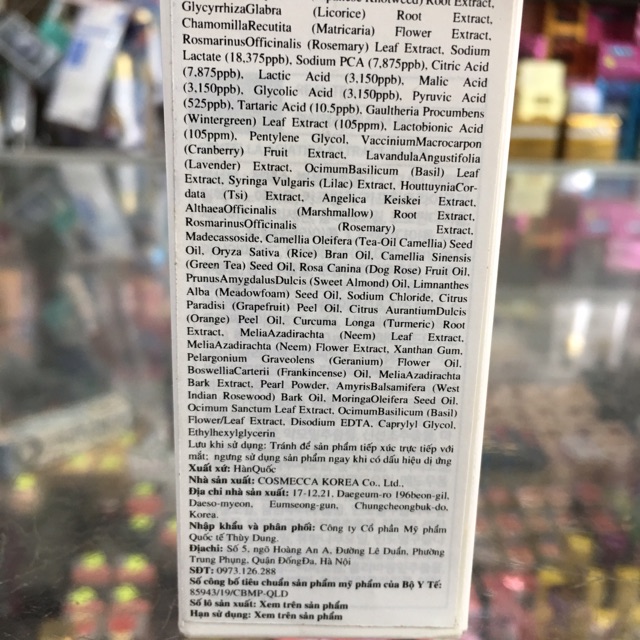 Knotweed) Root Extract,
GlycyrrhizaGlabra (Licorice) Root Extract,
ChamomillaRecutita (Matricaria) Flower Extract,
RosmarinusOfficinalis (Rosemary) Leaf Extract, Sodium
Lactate (18,375ppb), Sodium PCA (7.875ppb), Citric Acid
(7,875ppb), Lactic Acid (3,150ppb), Malic Acid
(3,150ppb), Glycolic Acid (3,150ppb), Pyruvic Acid
(525ppb), Tartaric Acid (10.5ppb), Gaultheria Procumbens
(Wintergreen) Leaf Extract (105ppm), Lactobionic Acid
(105ppm), Pentylene Glycol, VacciniumMacrocarpon
(Cranberry) Fruit Extract, LavandulaAngustifolia
(Lavender) Extract, OcimumBasilicum (Basil) Leaf
Extract, Syringa Vulgaris (Lilac) Extract, HouttuyniaCor-
data (Tsi) Extract, Angelica Keiskei Extract,
AlthaeaOfficinalis (Marshmallow) Root Extract,
RosmarinusOfficinalis (Rosemary) Extract,
Madecassoside, Camellia Oleifera (Tea-Oil Camellia) Seed
Oil, Oryza Sativa (Rice) Bran Oil, Camellia Sinensis
(Green Tea) Seed Oil, Rosa Canina (Dog Rose) Fruit Oil,
PrunusAmygdalusDulcis (Sweet Almond) Oil, Limnanthes
Alba (Meadowfoam) Seed Oil, Sodium Chloride, Citrus
Paradisi (Grapefruit) Peel Oil, Citrus AurantiumDulcis
(Orange) Peel Oil, Curcuma Longa (Turmeric) Root
Extract, MeliaAzadirachta (Neem) Leaf Extract,
MeliaAzadirachta (Neem) Flower Extract, Xanthan Gum,
Pelargonium Graveolens (Geranium) Flower Oil,
BoswelliaCarterii (Frankincense) Oil, MeliaAzadirachta
Bark Extract, Pearl Powder, AmyrisBalsamifera (West
Indian Rosewood) Bark Oil, MoringaOleifera Seed Oil,
Ocimum Sanctum Leaf Extract, OcimumBasilicum (Basil)
Flower/Leaf Extract, Disodium EDTA, Caprylyl Glycol,
Ethylhexylglycerin
Lưu khi sử dụng: Tránh để sản phẩm tiếp xúc trực tiếp với
mắt; ngưng sử dụng sản phẩm ngay khi có dấu hiệu dị ứng
Xuất xứ: HànQuốc
Nhà sản xuất: COSMECCA KOREA Co., Ltd.,
Địa chỉ nhà sản xuất: 17-12,21, Daegeum-ro 196beon-gil,
Daeso-myeon, Eumseong-gun, Chungcheongbuk-do,
Korea.
Nhập khẩu và phân phối: Công ty Cổ phần Mỹ phẩm
Quốc tế Thùy Dung.
Địachỉ: Số 5, ngõ Hoàng An A, Đường Lê Duẩn, Phường
Trung Phụng, Quận ĐốngĐa, Hà Nội
SĐT: 0973.126.288
Số công bố tiêu chuẩn sản phẩm mỹ phẩm của Bộ Y Tế:
85943/19/CBMP-QLD
Số lô sản xuất: Xem trên sản phẩm
Hạn sử dụng: Xem trên sản phẩm